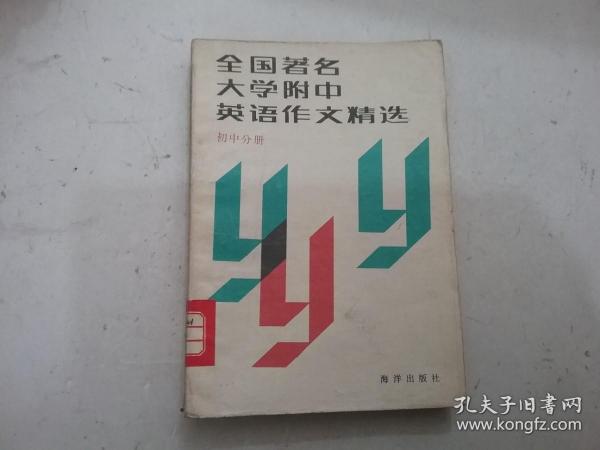 全国著名
大学附中
英语作文精选
初中分册
海洋出版社
孔夫子旧书网
www.kongfz.com